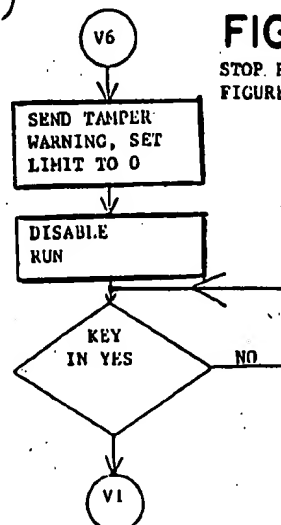 V6
FIG
STOP
FIGURE
SEND TAMPER
WARNING, SET
LIMIT TO 0
DISABLE
RUN
KEY
IN YES
NO
V1